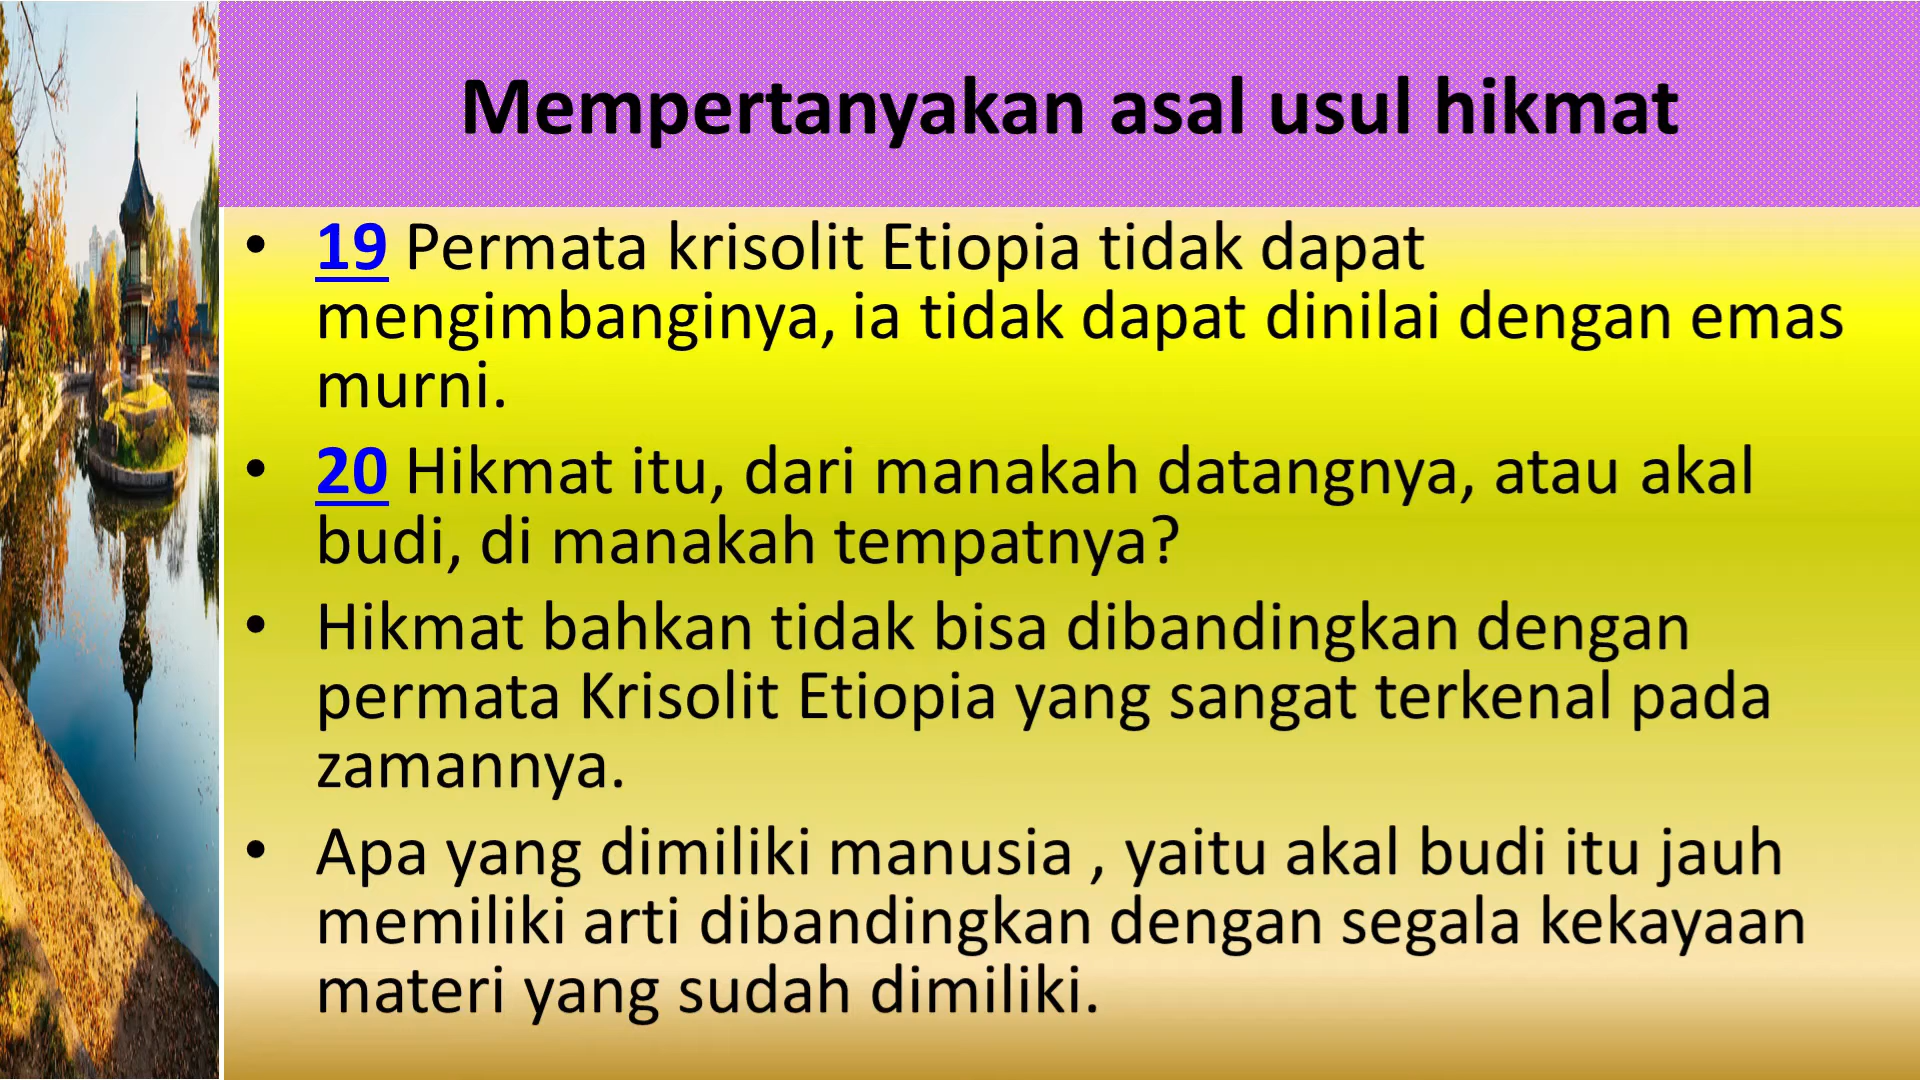 Mempertanyakan asal usul hikmat
• 19 Permata krisolit Etiopia tidak dapat
mengimbanginya, ia tidak dapat dinilai dengan emas
murni.
• 20 Hikmat itu, dari manakah datangnya, atau akal
budi, di manakah tempatnya?
• Hikmat bahkan tidak bisa dibandingkan dengan
permata Krisolit Etiopia yang sangat terkenal pada
zamannya.
• Apa yang dimiliki manusia , yaitu akal budi itu jauh
memiliki arti dibandingkan dengan segala kekayaan
materi yang sudah dimiliki.